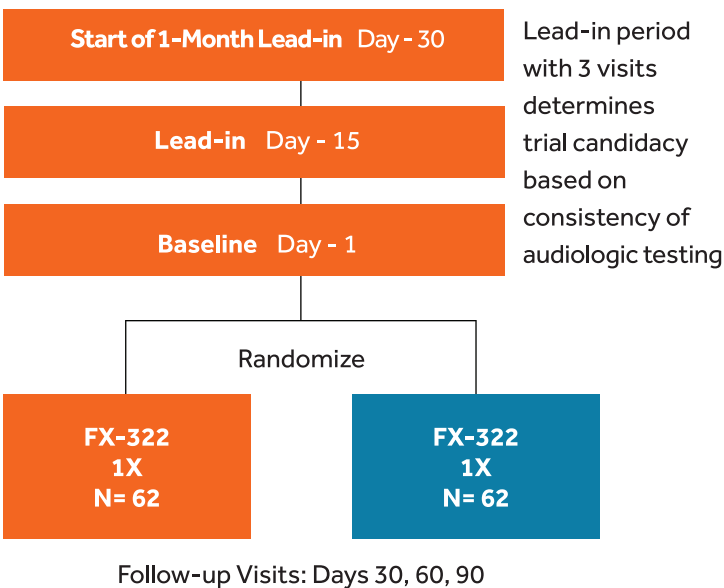 Start of 1-Month Lead-in Day - 30
Lead-in Day - 15
Baseline Day - 1
Lead-in period
with 3 visits
determines
trial candidacy
based on
consistency of
audiologic testing
Randomize
FX-322
1X
N= 62
FX-322
1X
N= 62
Follow-up Visits: Days 30, 60, 90